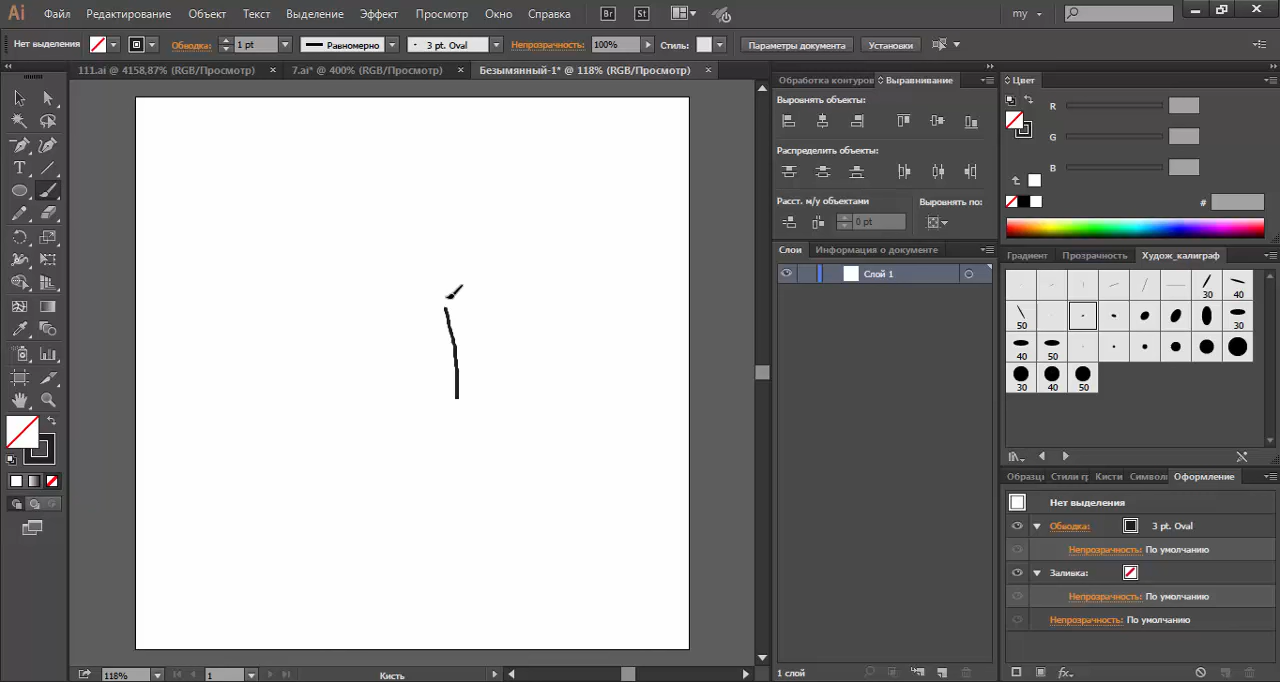 Ai Файл Редактирование Объект Текст Выделение Эффект Просмотр Окно Справка Br St my
Нет выделения Обводка: 1 pt Равномерно 3 pt. Oval Непрозрачность: 100% Стиль: Параметры документа Установки
111.ai @ 4158,87% (RGB/Просмотр) × 7.ai* @ 400% (RGB/Просмотр) × Безымянный-1* @ 118% (RGB/Просмотр) ×
Обработка контуров Выравнивание
Выровнять объекты:
Распределить объекты:
Расст. м/у объектами Выровнять по:
0 pt
Слои Информация о документе
Слой 1
1 слой
Цвет
R
G
B
#
Градиент Прозрачность Худож_калиграф
30 40
50 30
40 50
30 40 50
Образцы Стили гр Кисти Символы Оформление
Нет выделения
Обводка: 3 pt. Oval
Непрозрачность: По умолчанию
Заливка:
Непрозрачность: По умолчанию
Непрозрачность: По умолчанию
fx
118% 1 Кисть